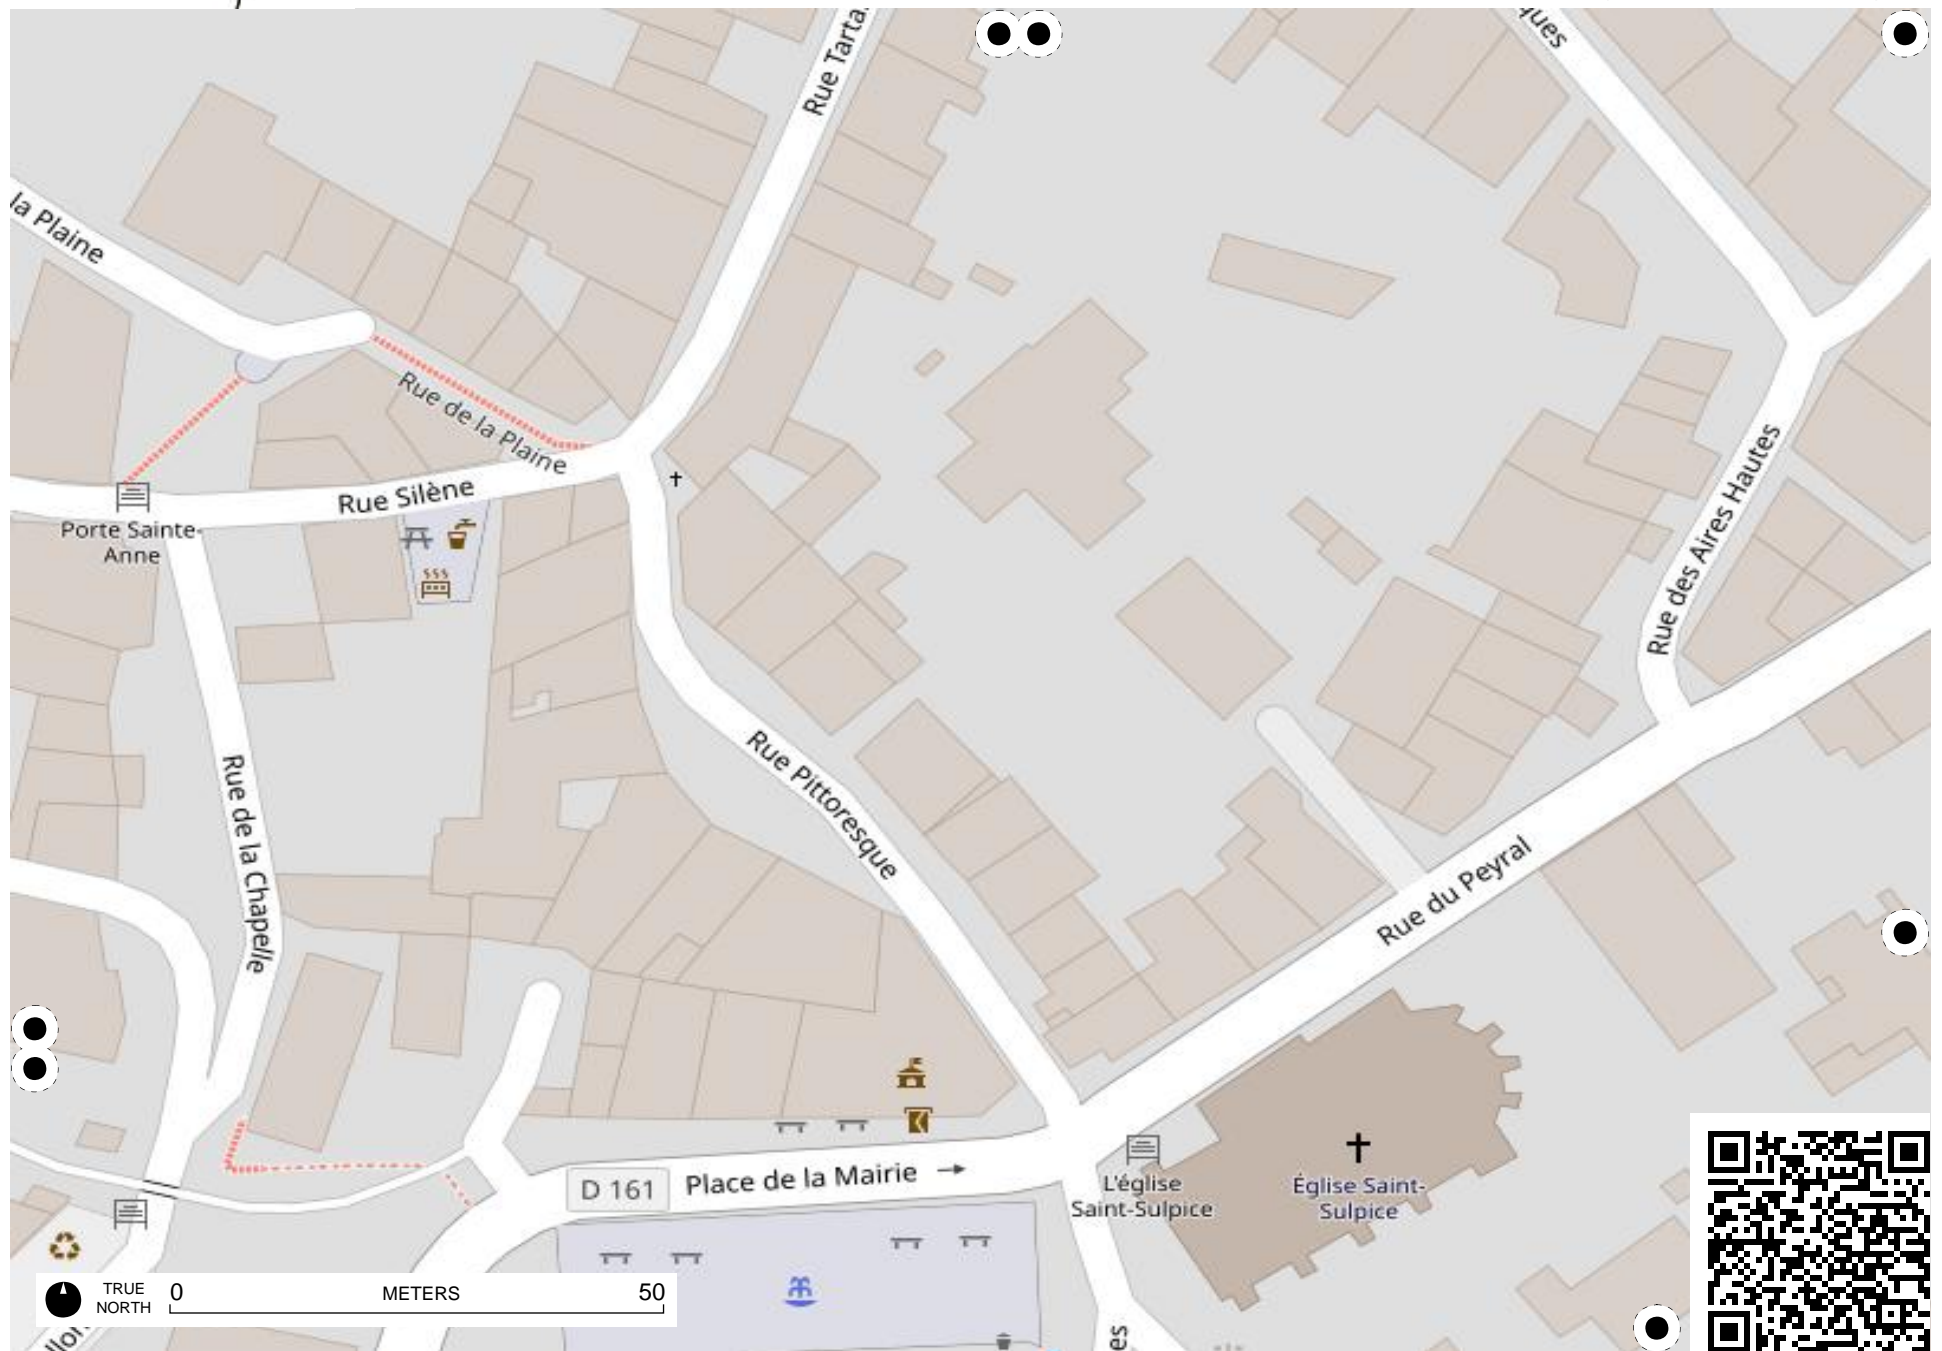 Rue Tarta
ques
la Plaine
Rue de la Plaine
Rue Silène
Porte Sainte-
Anne
Rue des Aires Hautes
Rue de la Chapelle
Rue Pittoresque
Rue du Peyral
D 161
Place de la Mairie
L'église
Saint-Sulpice
Église Saint-
Sulpice
TRUE
NORTH
0
METERS
50
es